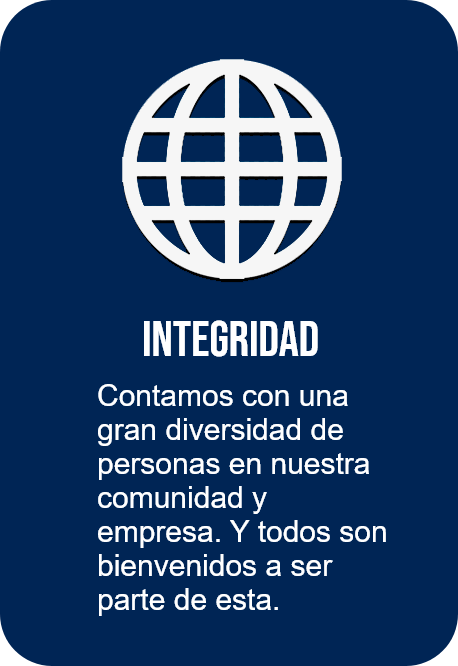 INTEGRIDAD
Contamos con una
gran diversidad de
personas en nuestra
comunidad y
empresa. Y todos son
bienvenidos a ser
parte de esta.